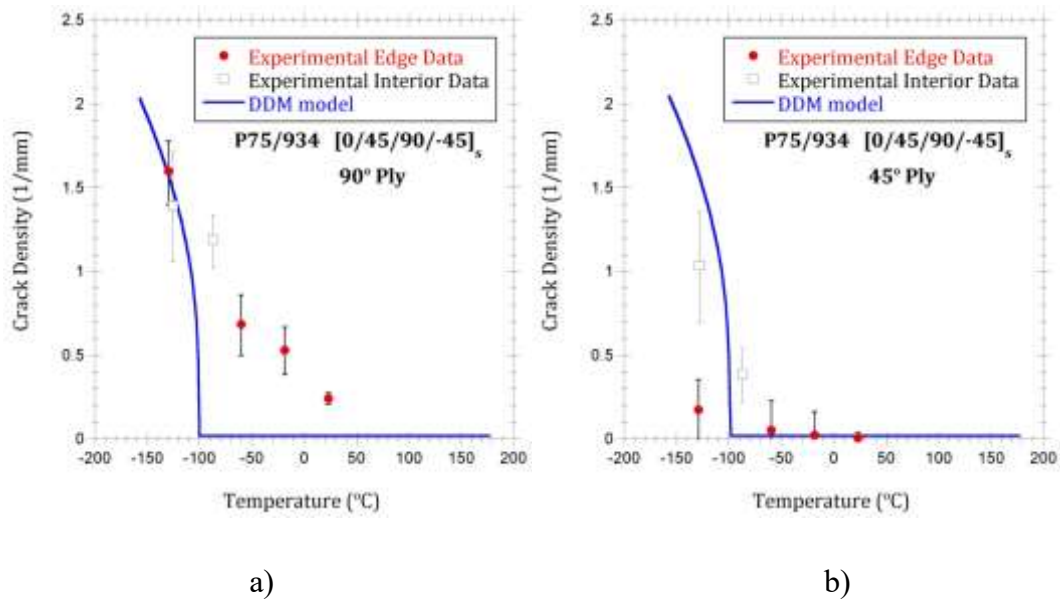 2.5
2
1.5
1
0.5
0
Crack Density (1/mm)
Experimental Edge Data
Experimental Interior Data
DDM model
P75/934 [0/45/90/-45]s
90° Ply
-200 -150 -100 -50 0 50 100 150 200
Temperature (°C)
a)
2.5
2
1.5
1
0.5
0
Crack Density (1/mm)
Experimental Edge Data
Experimental Interior Data
DDM model
P75/934 [0/45/90/-45]s
45° Ply
-200 -150 -100 -50 0 50 100 150 200
Temperature (°C)
b)